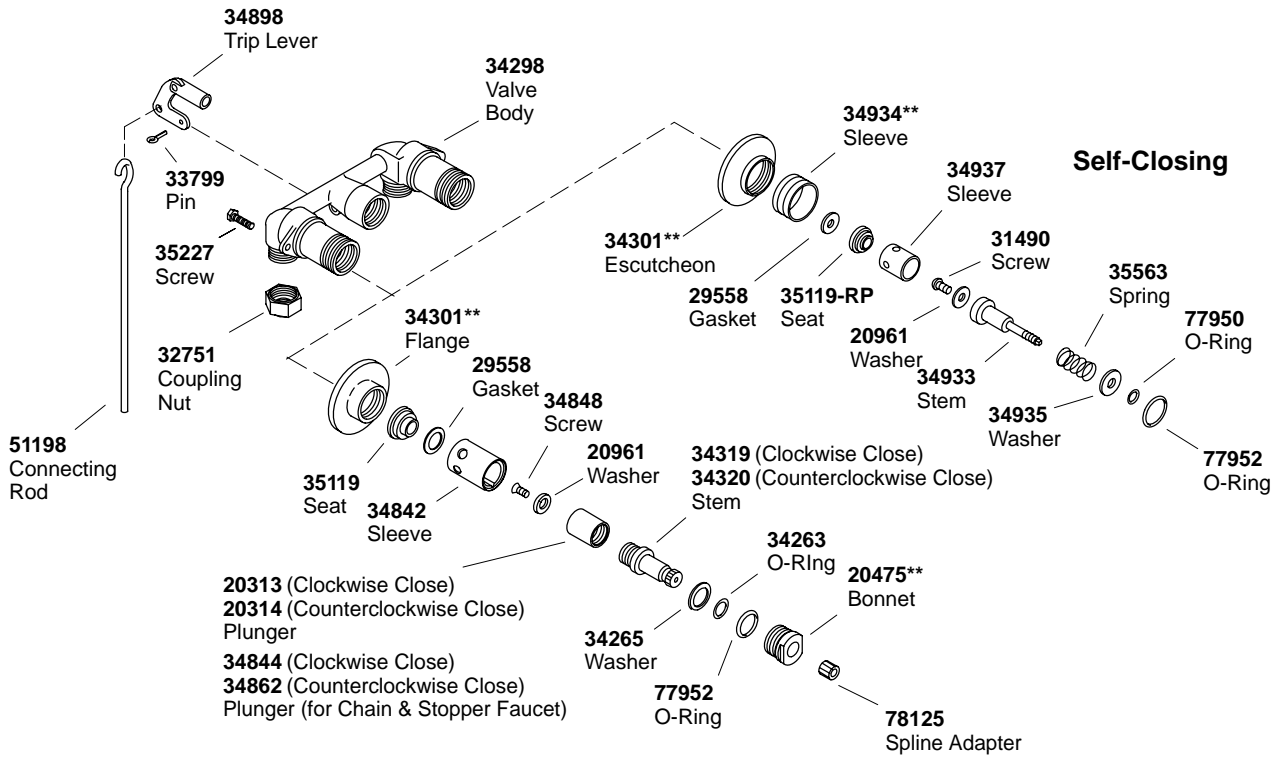 34898
Trip Lever
34298
Valve
Body
33799
Pin
35227
Screw
32751
Coupling
Nut
51198
Connecting
Rod
34934**
Sleeve
Self-Closing
34937
Sleeve
34301**
Escutcheon
31490
Screw
29558
Gasket
35119-RP
Seat
35563
Spring
20961
Washer
77950
O-Ring
34933
Stem
34935
Washer
77952
O-Ring
34301**
Flange
29558
Gasket
34848
Screw
35119
Seat
34842
Sleeve
20961
Washer
34319 (Clockwise Close)
34320 (Counterclockwise Close)
Stem
20313 (Clockwise Close)
20314 (Counterclockwise Close)
Plunger
34844 (Clockwise Close)
34862 (Counterclockwise Close)
Plunger (for Chain & Stopper Faucet)
34263
O-RIng
20475**
Bonnet
34265
Washer
77952
O-Ring
78125
Spline Adapter